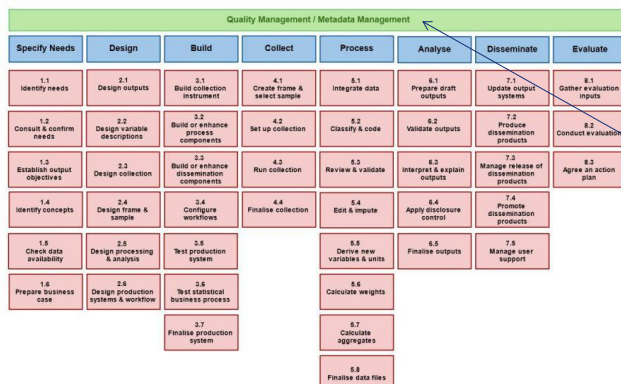 Quality Management / Metadata Management
Specify Needs
Design
Build
Collect
Process
Analyse
Disseminate
Evaluate
1.1
Identify needs
2.1
Design outputs
3.1
Build collection
instrument
4.1
Create frame &
select sample
5.1
Integrate data
6.1
Prepare draft
outputs
7.1
Update output
systems
8.1
Gather evaluation
inputs
1.2
Consult & confirm
needs
2.2
Design variable
descriptions
3.2
Build or enhance
process
components
4.2
Set up collection
5.2
Classify & code
6.2
Validate outputs
7.2
Produce
dissemination
products
8.2
Conduct evaluation
1.3
Establish output
objectives
2.3
Design collection
3.3
Build or enhance
dissemination
components
4.3
Run collection
5.3
Review & validate
6.3
Interpret & explain
outputs
7.3
Manage release of
dissemination
products
8.3
Agree an action
plan
1.4
Identify concepts
2.4
Design frame &
sample
3.4
Configure
workflows
4.4
Finalise collection
5.4
Edit & impute
6.4
Apply disclosure
control
7.4
Promote
dissemination
products
1.5
Check data
availability
2.5
Design processing
& analysis
3.5
Test production
system
5.5
Derive new
variables & units
6.5
Finalise outputs
7.5
Manage user
support
1.6
Prepare business
case
2.6
Design production
systems & workflow
3.6
Test statistical
business process
5.6
Calculate weights
3.7
Finalise production
system
5.7
Calculate
aggregates
5.8
Finalise data files